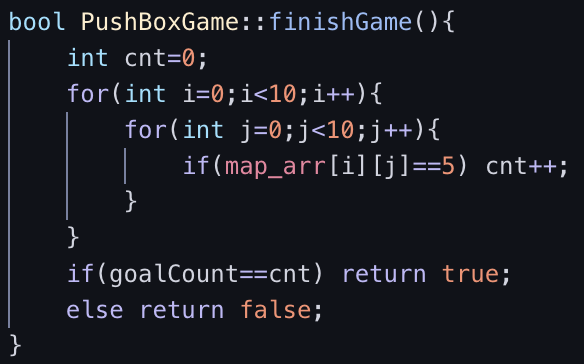 bool PushBoxGame::finishGame(){
    int cnt=0;
    for(int i=0;i<10;i++){
        for(int j=0;j<10;j++){
            if(map_arr[i][j]==5) cnt++;
        }
    }
    if(goalCount==cnt) return true;
    else return false;
}